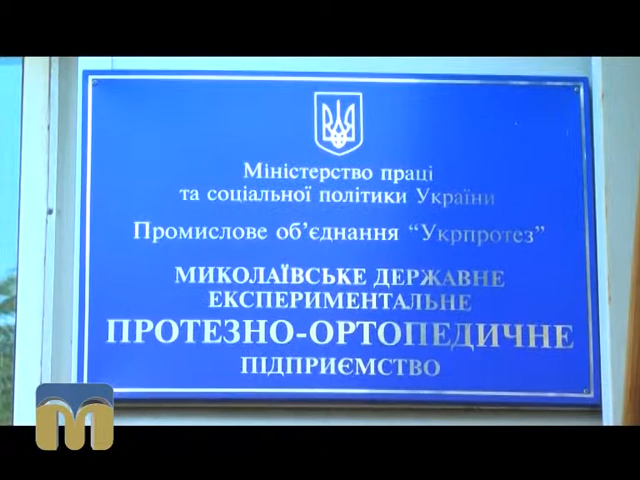 Міністерство праці
та соціальної політики України
Промислове об’єднання “Укрпротез”
МИКОЛАЇВСЬКЕ ДЕРЖАВНЕ
ЕКСПЕРИМЕНТАЛЬНЕ
ПРОТЕЗНО-ОРТОПЕДИЧНЕ
ПІДПРИЄМСТВО
М